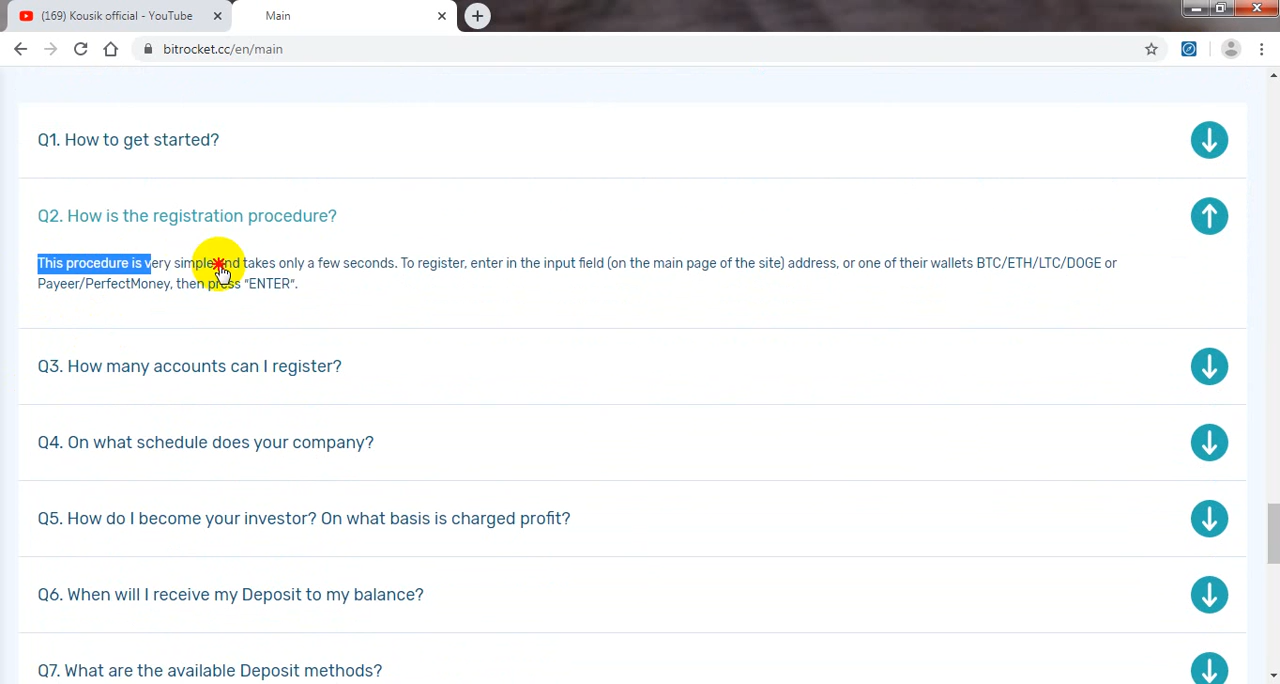 (169) Kousik official - YouTube
Main
bitrocket.cc/en/main
Q1. How to get started?
Q2. How is the registration procedure?
This procedure is very simple and takes only a few seconds. To register, enter in the input field (on the main page of the site) address, or one of their wallets BTC/ETH/LTC/DOGE or
Payeer/PerfectMoney, then press "ENTER".
Q3. How many accounts can I register?
Q4. On what schedule does your company?
Q5. How do I become your investor? On what basis is charged profit?
Q6. When will I receive my Deposit to my balance?
Q7. What are the available Deposit methods?